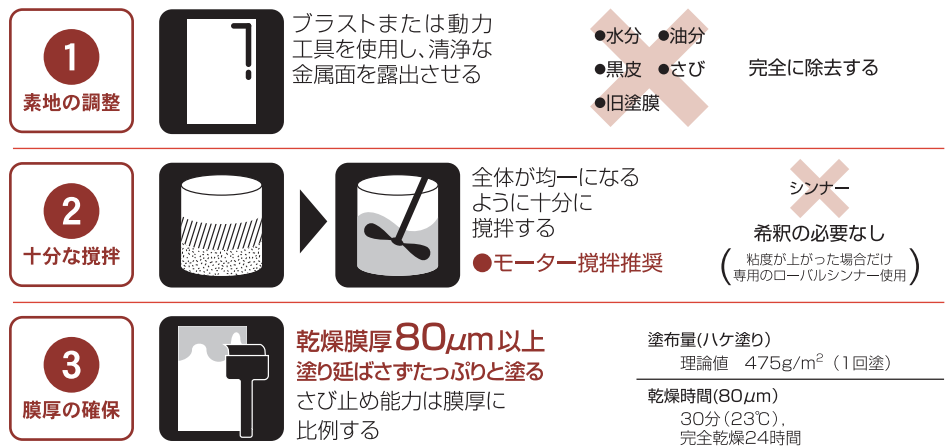 1
素地の調整
ブラストまたは動力
工具を使用し、清浄な
金属面を露出させる
●水分 ●油分
●黒皮 ●さび
●旧塗膜
完全に除去する
2
十分な撹拌
全体が均一になる
ように十分に
撹拌する
●モーター撹拌推奨
シンナー
希釈の必要なし
(粘度が上がった場合だけ
専用のローバルシンナー使用)
3
膜厚の確保
乾燥膜厚80μm以上
塗り延ばさずたっぷりと塗る
さび止め能力は膜厚に
比例する
塗布量(ハケ塗り)
理論値 475g/m²(1回塗)
乾燥時間(80μm)
30分(23℃),
完全乾燥24時間